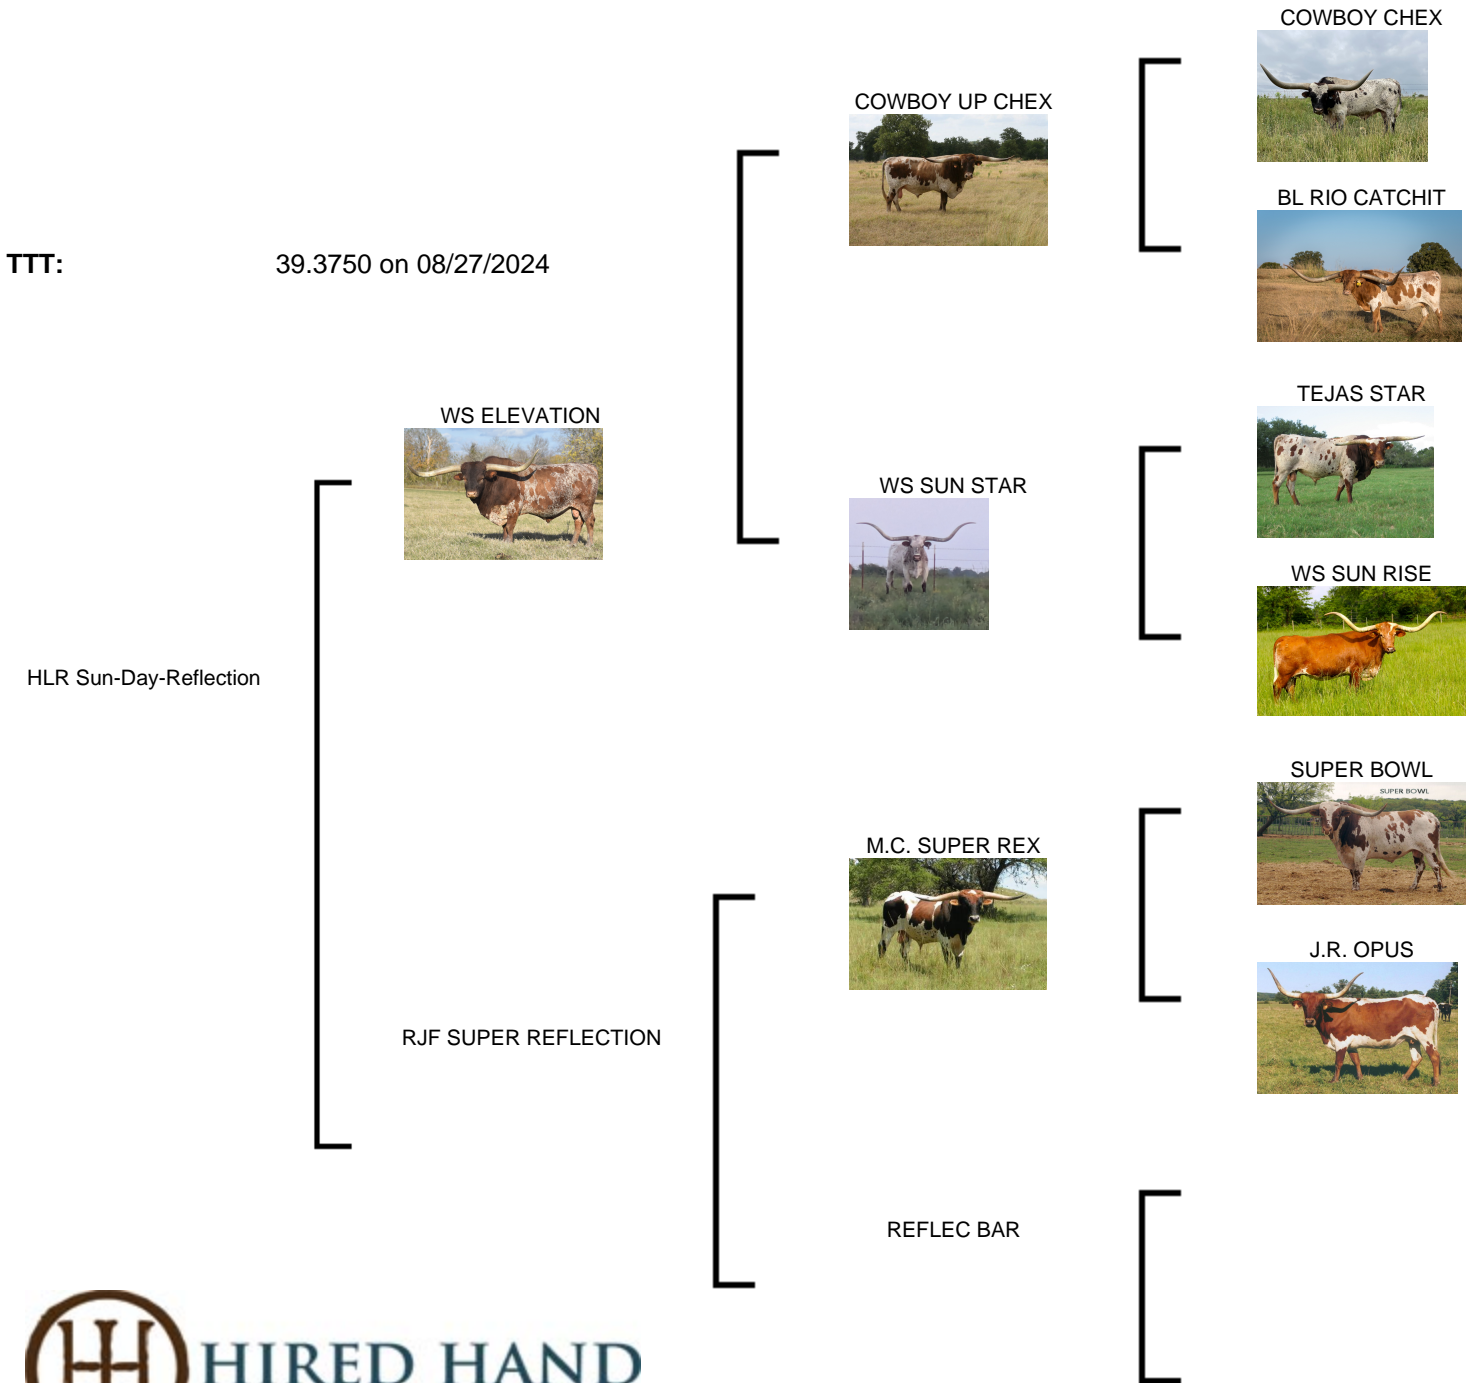 COWBOY CHEX
COWBOY UP CHEX
BL RIO CATCHIT
TTT: 39.3750 on 08/27/2024
TEJAS STAR
WS ELEVATION
WS SUN STAR
WS SUN RISE
HLR Sun-Day-Reflection
SUPER BOWL
SUPER BOWL
M.C. SUPER REX
J.R. OPUS
RJF SUPER REFLECTION
REFLEC BAR
HIRED HAND